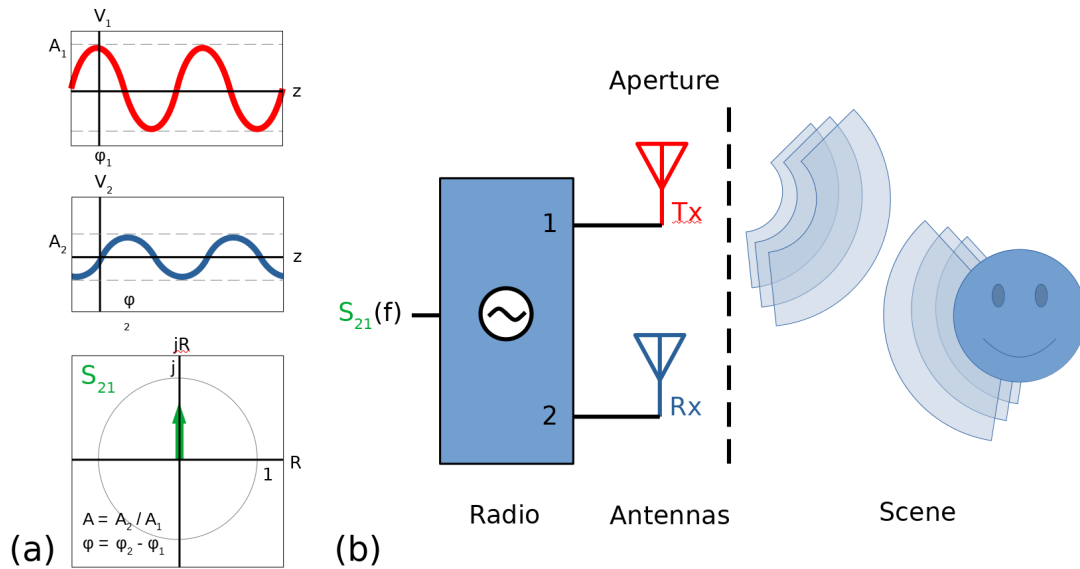 V1
A1
z
φ1
V2
A2
z
φ
2
jR
j
S21
R
1
A = A2 / A1
φ = φ2 - φ1
(a)
Aperture
1
Tx
S21(f)
2
Rx
Radio
Antennas
Scene
(b)